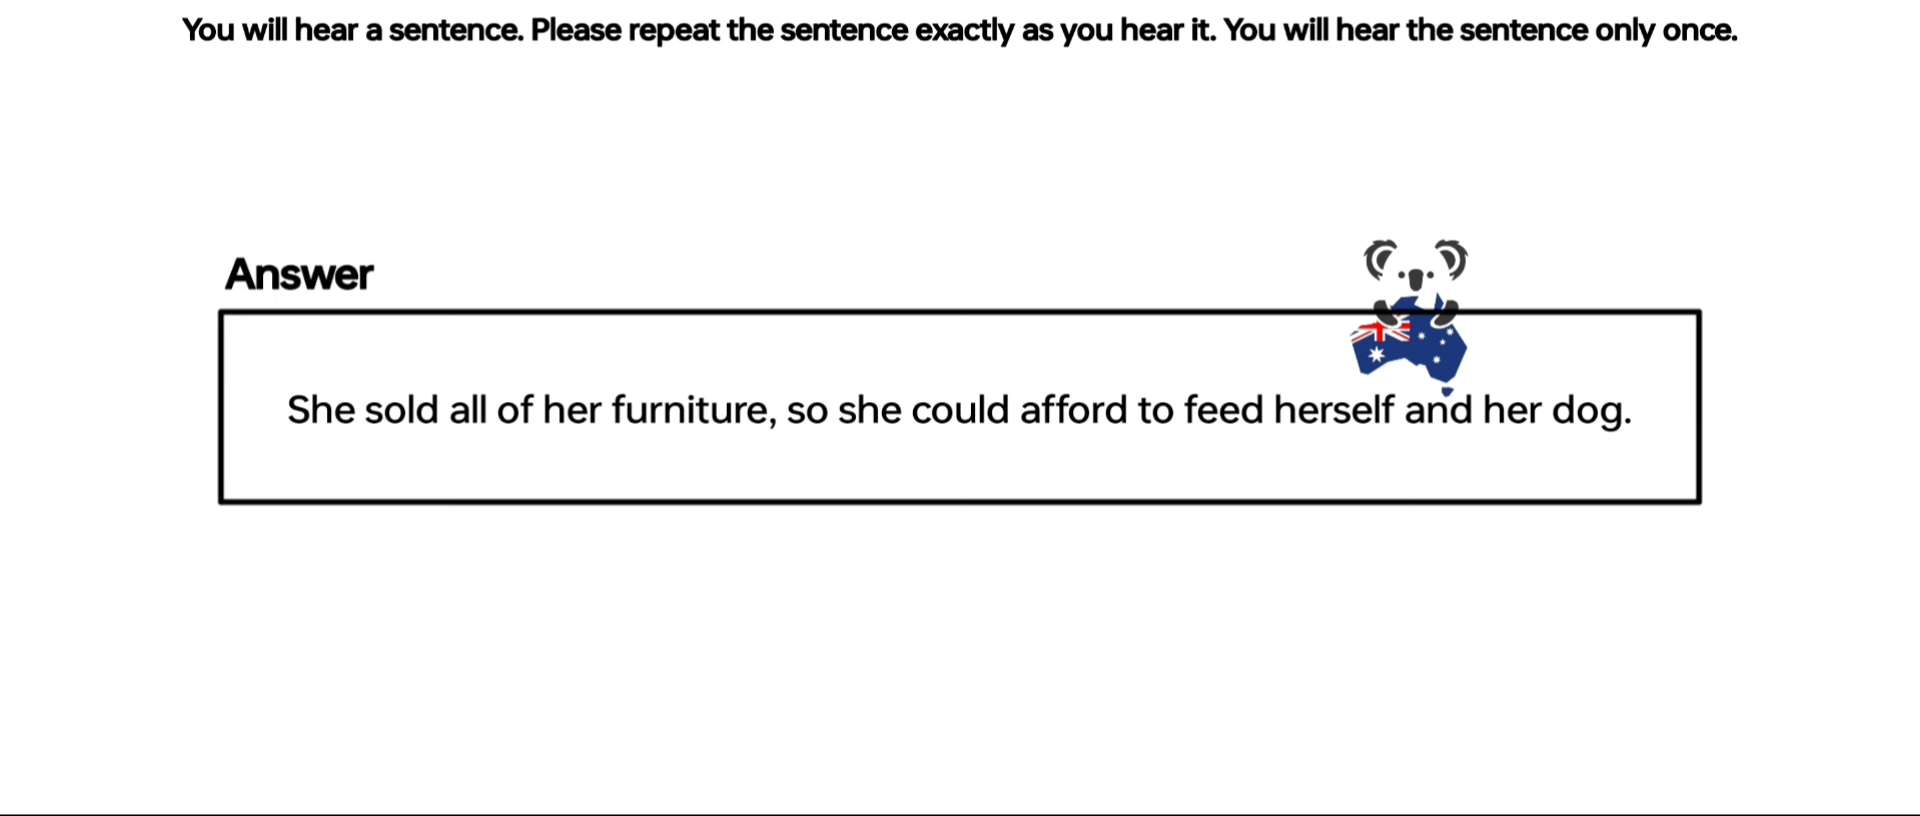 You will hear a sentence. Please repeat the sentence exactly as you hear it. You will hear the sentence only once.
Answer
She sold all of her furniture, so she could afford to feed herself and her dog.